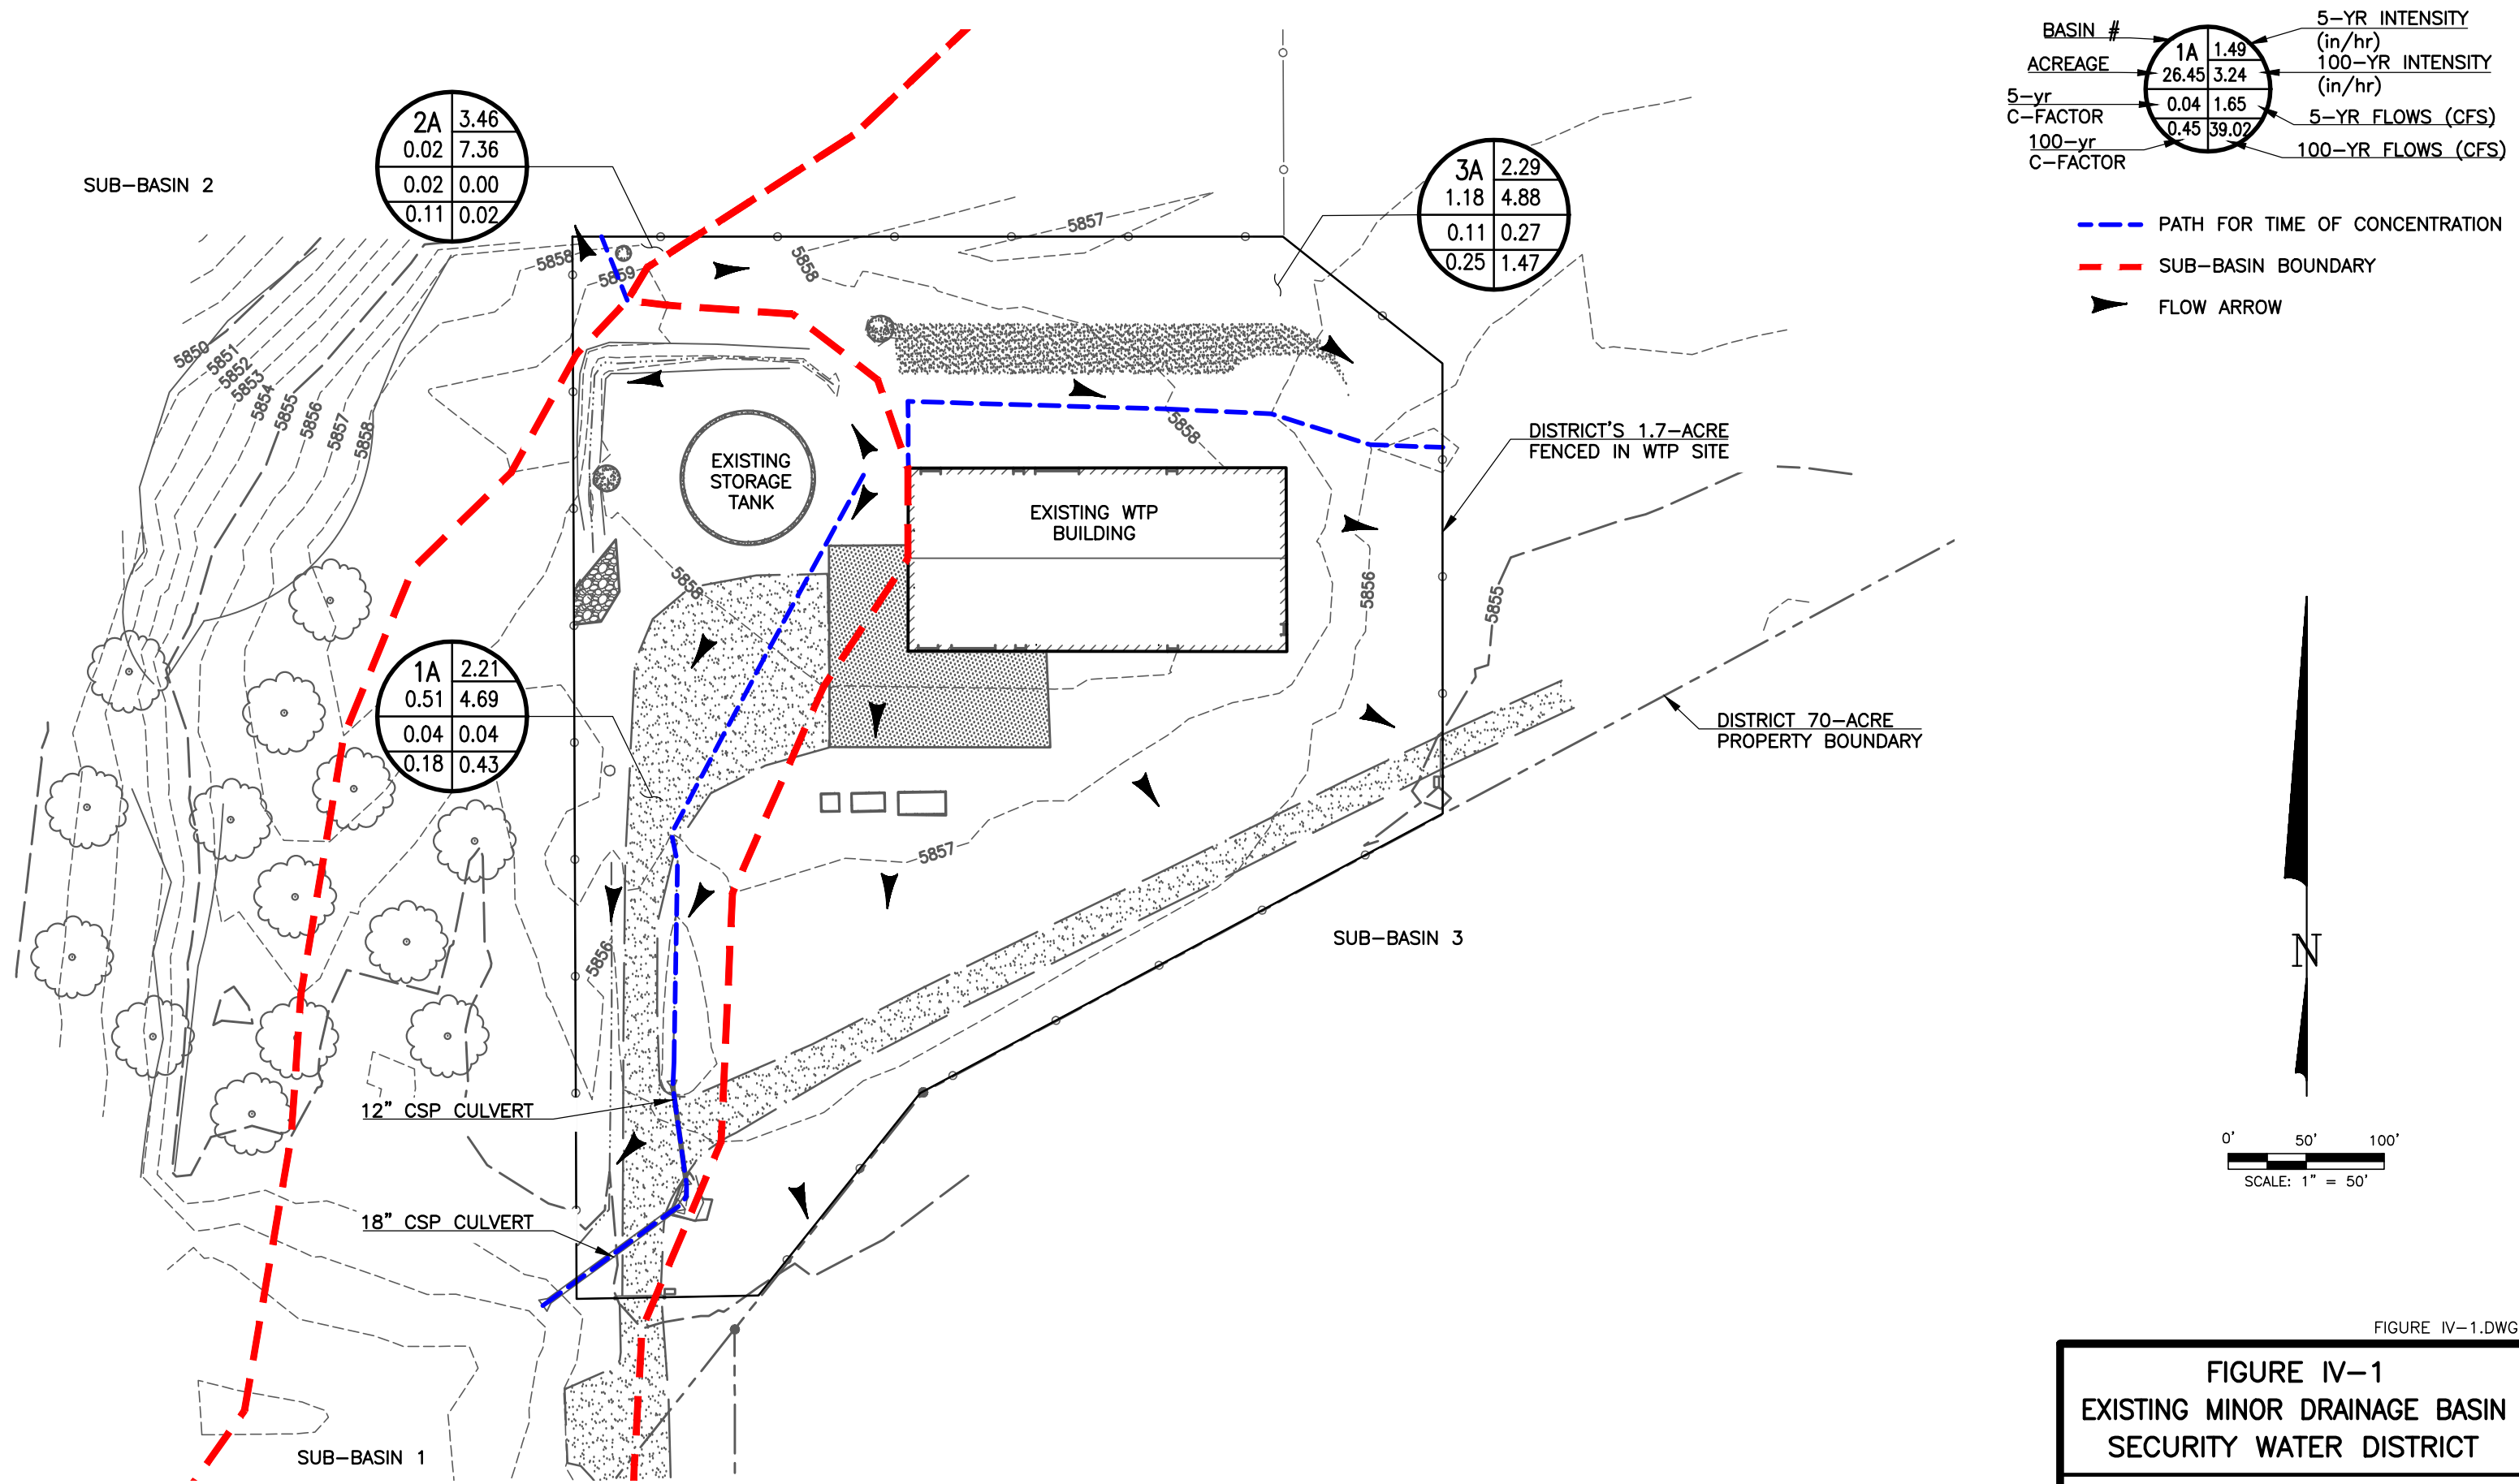 BASIN #
ACREAGE
5-yr
C-FACTOR
100-yr
C-FACTOR
1A 1.49
26.45 3.24
0.04 1.65
0.45 39.02
5-YR INTENSITY
(in/hr)
100-YR INTENSITY
(in/hr)
5-YR FLOWS (CFS)
100-YR FLOWS (CFS)
PATH FOR TIME OF CONCENTRATION
SUB-BASIN BOUNDARY
FLOW ARROW
SUB-BASIN 2
2A 3.46
0.02 7.36
0.02 0.00
0.11 0.02
3A 2.29
1.18 4.88
0.11 0.27
0.25 1.47
5857
5858
5858
5859
5850
5851
5852
5853
5854
5855
5856
5857
5858
5858
EXISTING
STORAGE
TANK
EXISTING WTP
BUILDING
DISTRICT'S 1.7-ACRE
FENCED IN WTP SITE
5856
5856
5855
1A 2.21
0.51 4.69
0.04 0.04
0.18 0.43
DISTRICT 70-ACRE
PROPERTY BOUNDARY
5857
5856
SUB-BASIN 3
N
12" CSP CULVERT
18" CSP CULVERT
0' 50' 100'
SCALE: 1" = 50'
SUB-BASIN 1
FIGURE IV-1.DWG
FIGURE IV-1
EXISTING MINOR DRAINAGE BASIN
SECURITY WATER DISTRICT